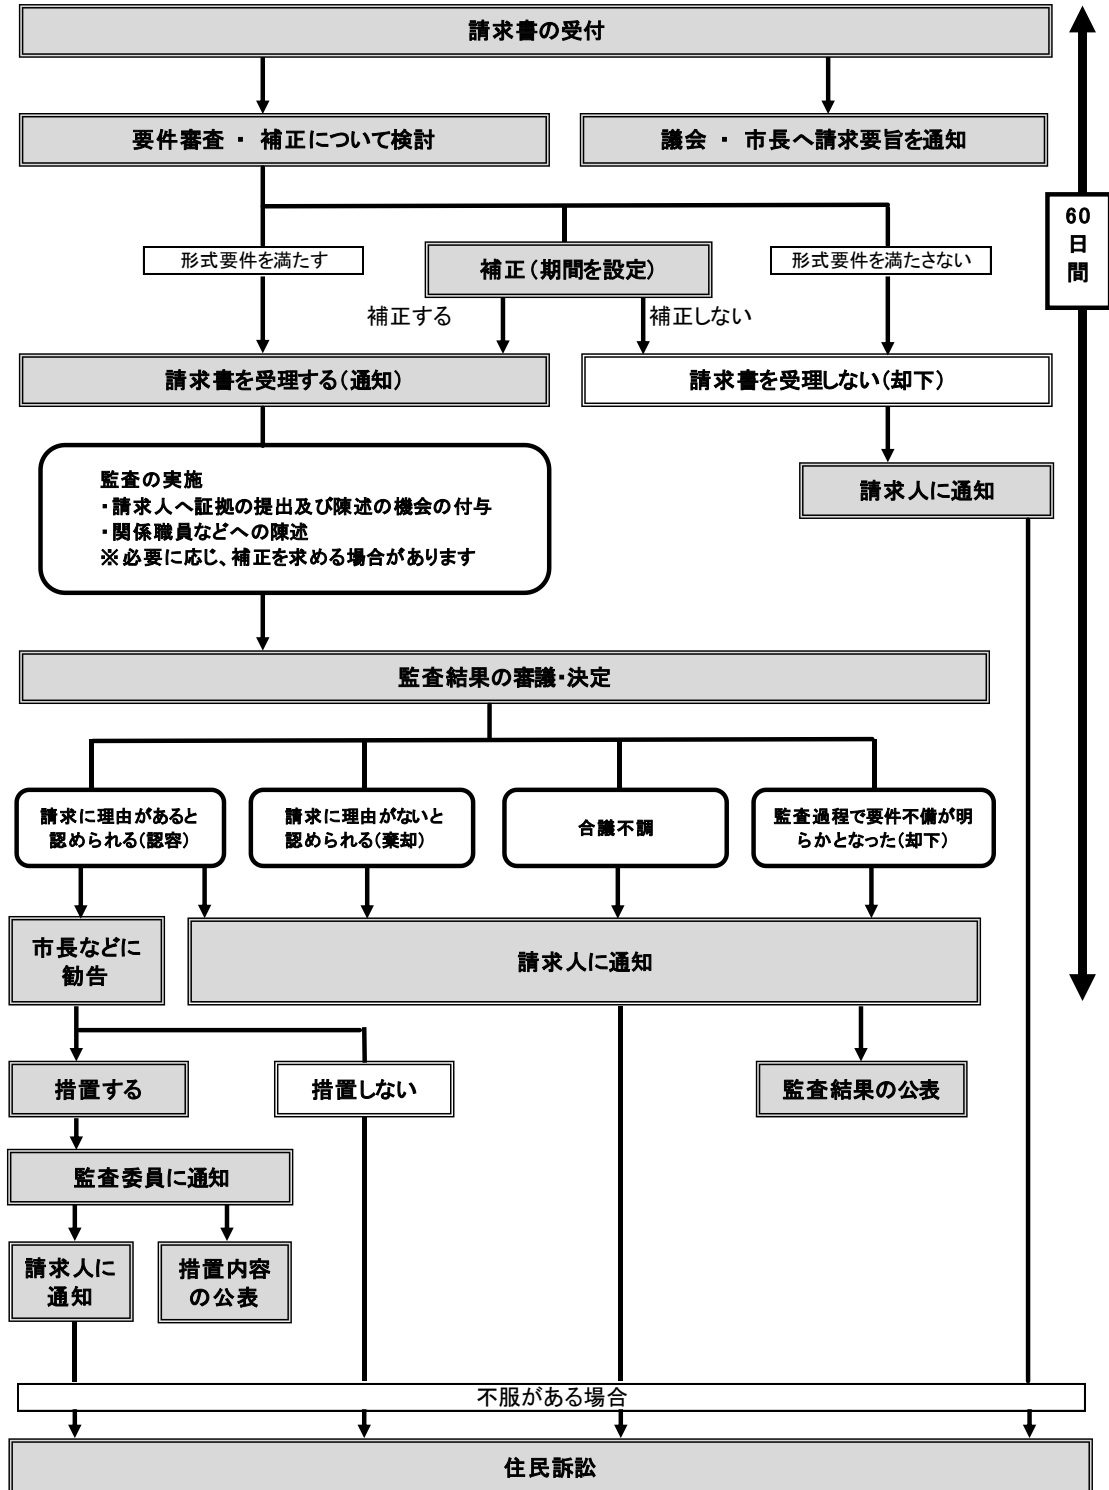 請求書の受付
要件審査 ・ 補正について検討
議会 ・ 市長へ請求要旨を通知
60
日
間
形式要件を満たす
補正(期間を設定)
形式要件を満たさない
補正する
補正しない
請求書を受理する(通知)
請求書を受理しない(却下)
監査の実施
・請求人へ証拠の提出及び陳述の機会の付与
・関係職員などへの陳述
※必要に応じ、補正を求める場合があります
請求人に通知
監査結果の審議・決定
請求に理由があると
認められる(認容)
請求に理由がないと
認められる(棄却)
合議不調
監査過程で要件不備が明
らかとなった(却下)
市長などに
勧告
請求人に通知
措置する
措置しない
監査結果の公表
監査委員に通知
請求人に
通知
措置内容
の公表
不服がある場合
住民訴訟